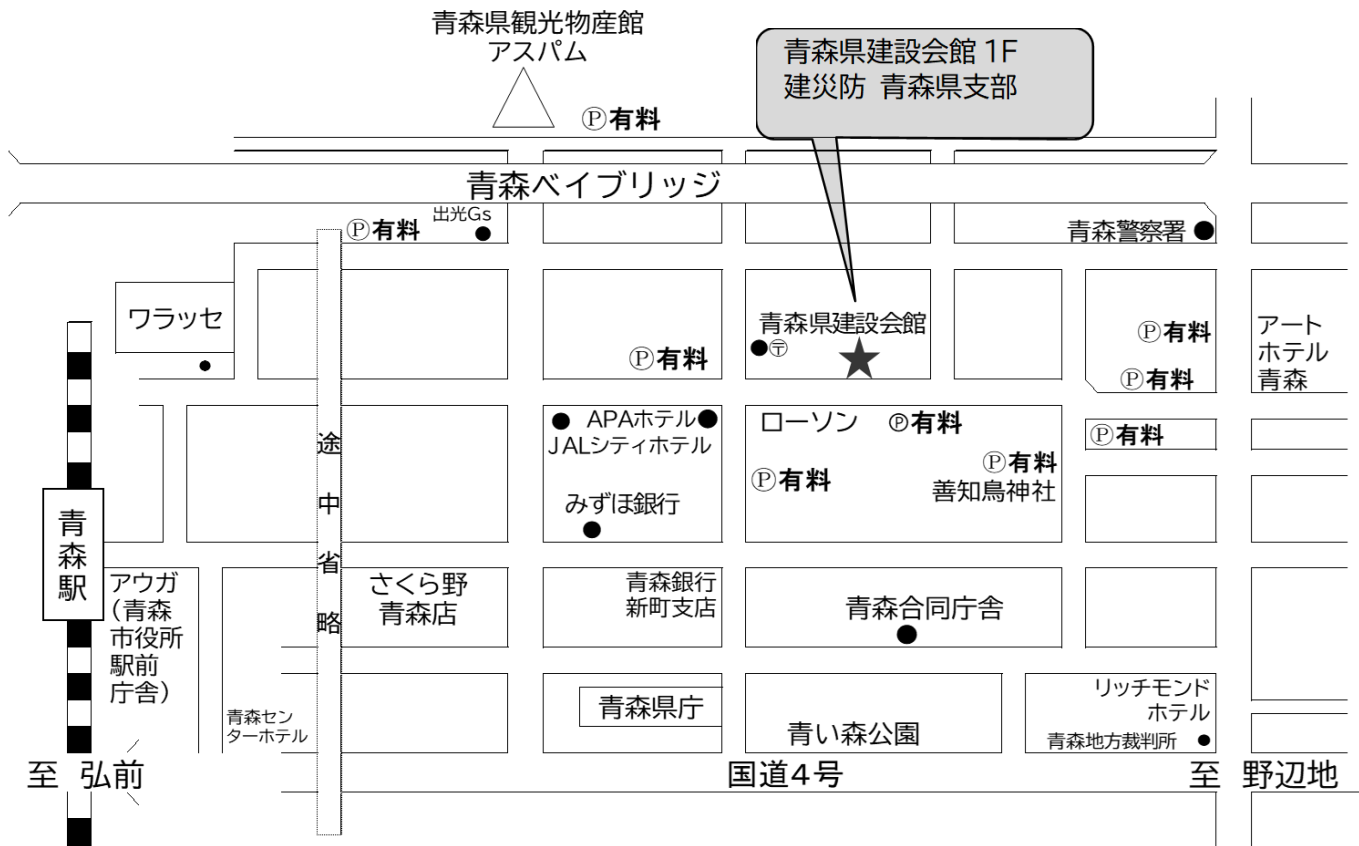 青森県観光物産館
アスパム
Ⓟ有料
青森県建設会館 1F
建災防 青森県支部
青森ベイブリッジ
出光Gs
Ⓟ有料
青森警察署
ワラッセ
青森県建設会館
〶
Ⓟ有料
Ⓟ有料
Ⓟ有料
アート
ホテル
青森
途中省略
APAホテル
JALシティホテル
みずほ銀行
ローソン
Ⓟ有料
Ⓟ有料
Ⓟ有料
善知鳥神社
Ⓟ有料
青森駅
アウガ
(青森
市役所
駅前
庁舎)
さくら野
青森店
青森銀行
新町支店
青森合同庁舎
青森セン
ターホテル
青森県庁
青い森公園
リッチモンド
ホテル
青森地方裁判所
至 弘前
国道4号
至 野辺地